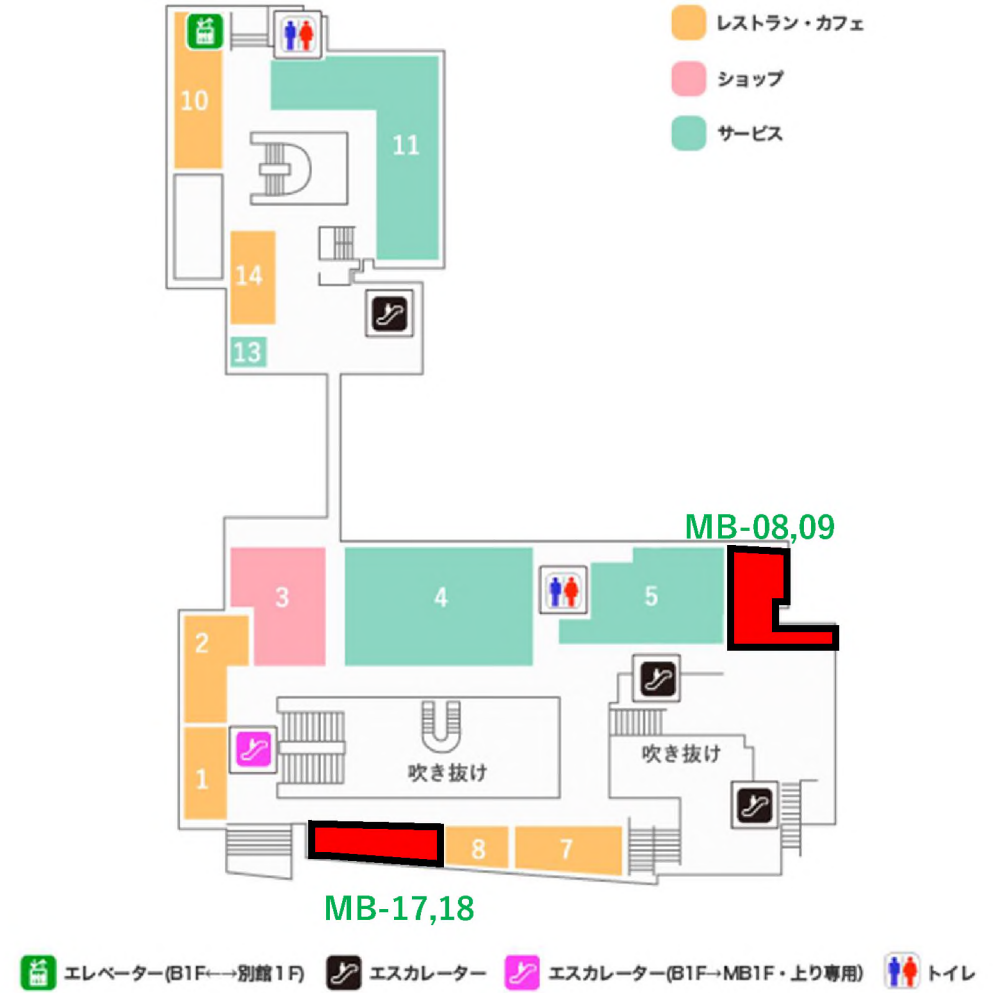 レストラン・カフェ
ショップ
サービス
10
11
14
13
MB-08,09
3
4
5
2
1
吹き抜け
吹き抜け
8
7
MB-17,18
エレベーター(B1F←→別館1F)
エスカレーター
エスカレーター(B1F→MB1F・上り専用)
トイレ